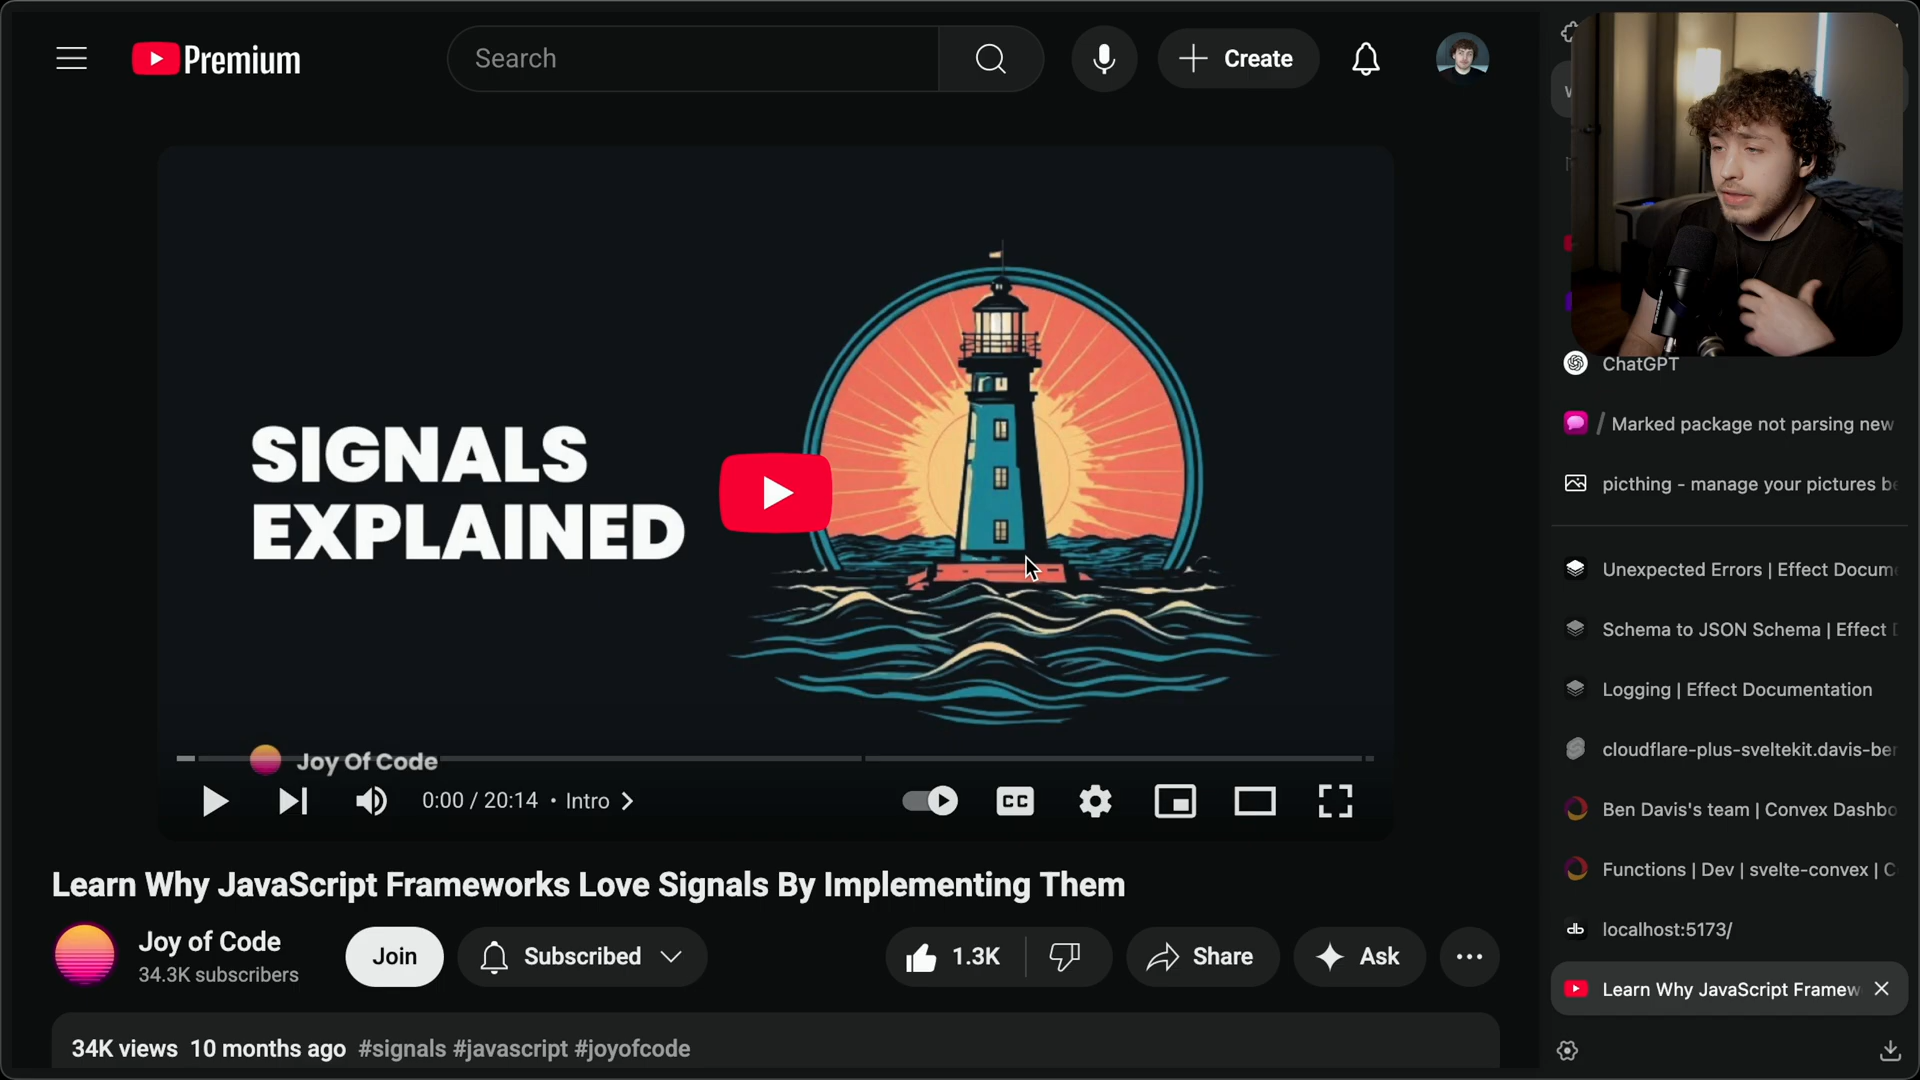 Premium
Search
Create
SIGNALS
EXPLAINED
Joy Of Code
0:00 / 20:14 • Intro
CC
Learn Why JavaScript Frameworks Love Signals By Implementing Them
Joy of Code
34.3K subscribers
Join
Subscribed
1.3K
Share
Ask
34K views 10 months ago #signals #javascript #joyofcode
ChatGPT
/ Marked package not parsing new
picthing - manage your pictures be
Unexpected Errors | Effect Docum
Schema to JSON Schema | Effect
Logging | Effect Documentation
cloudflare-plus-sveltekit.davis-ber
Ben Davis's team | Convex Dashbo
Functions | Dev | svelte-convex | C
db localhost:5173/
Learn Why JavaScript Framew